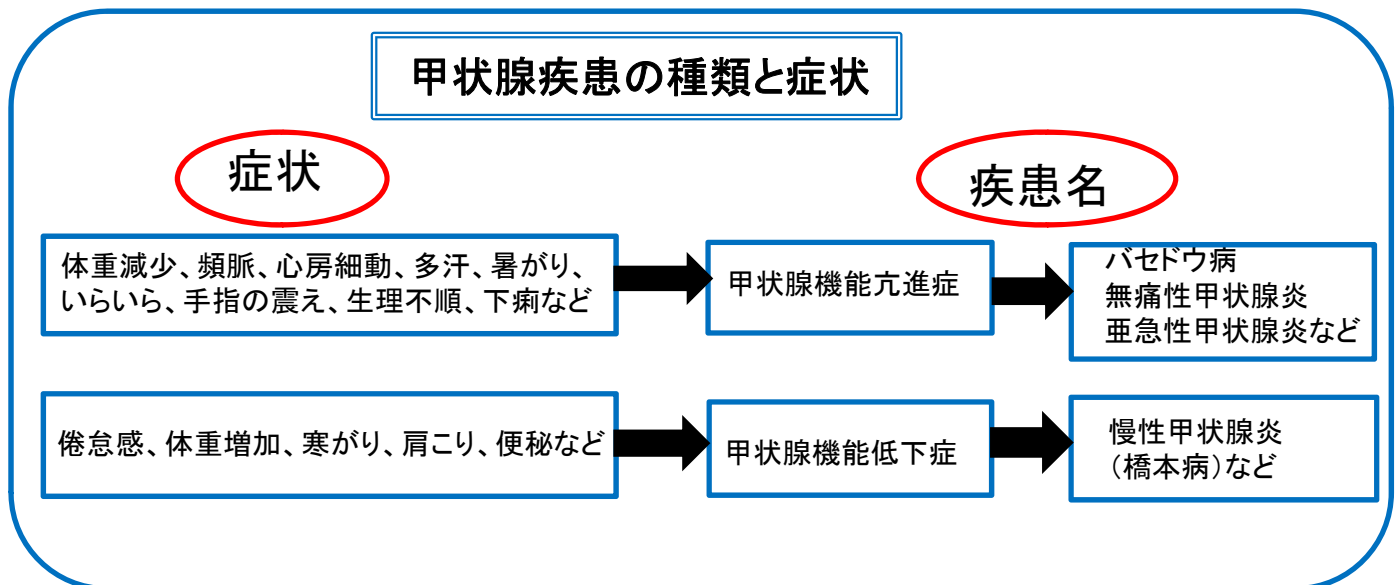 甲状腺疾患の種類と症状
症状
疾患名
体重減少、頻脈、心房細動、多汗、暑がり、
いらいら、手指の震え、生理不順、下痢など
甲状腺機能亢進症
バセドウ病
無痛性甲状腺炎
亜急性甲状腺炎など
倦怠感、体重増加、寒がり、肩こり、便秘など
甲状腺機能低下症
慢性甲状腺炎
（橋本病）など